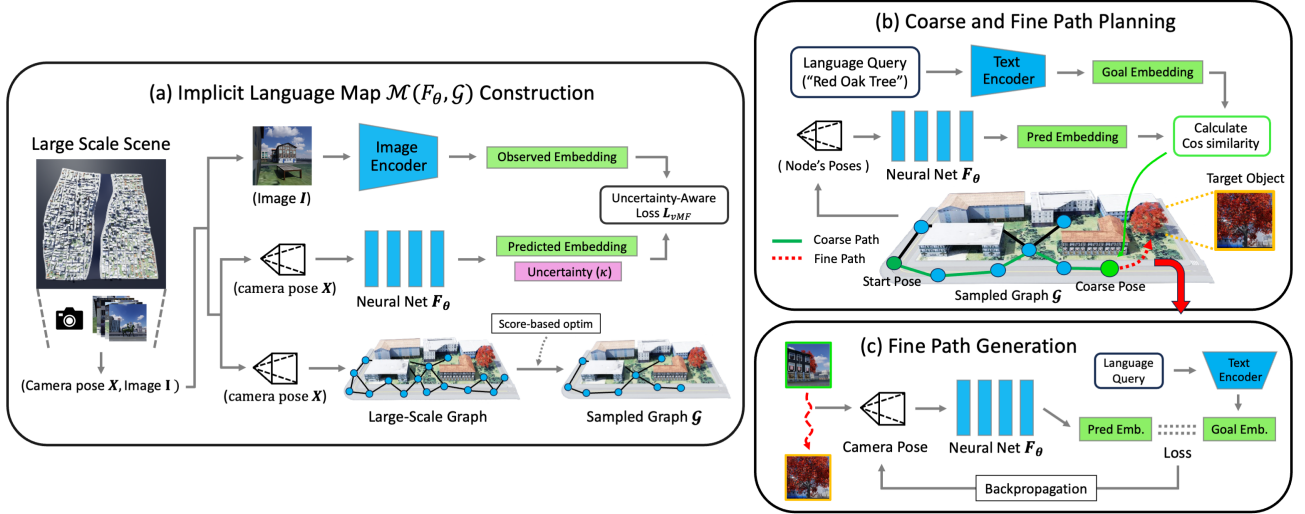 (a) Implicit Language Map ℳ(F_θ, 𝒢) Construction
Large Scale Scene
(Camera pose X, Image I )
(Image I)
Image
Encoder
Observed Embedding
Uncertainty-Aware
Loss L_vMF
(camera pose X)
Neural Net F_θ
Predicted Embedding
Uncertainty (κ)
(camera pose X)
Large-Scale Graph
Score-based optim
Sampled Graph 𝒢
(b) Coarse and Fine Path Planning
Language Query
("Red Oak Tree")
Text
Encoder
Goal Embedding
( Node's Poses )
Neural Net F_θ
Pred Embedding
Calculate
Cos similarity
Target Object
Coarse Path
Fine Path
Start Pose
Sampled Graph 𝒢
Coarse Pose
(c) Fine Path Generation
Language
Query
Text
Encoder
Camera Pose
Neural Net F_θ
Pred Emb.
Goal Emb.
Loss
Backpropagation